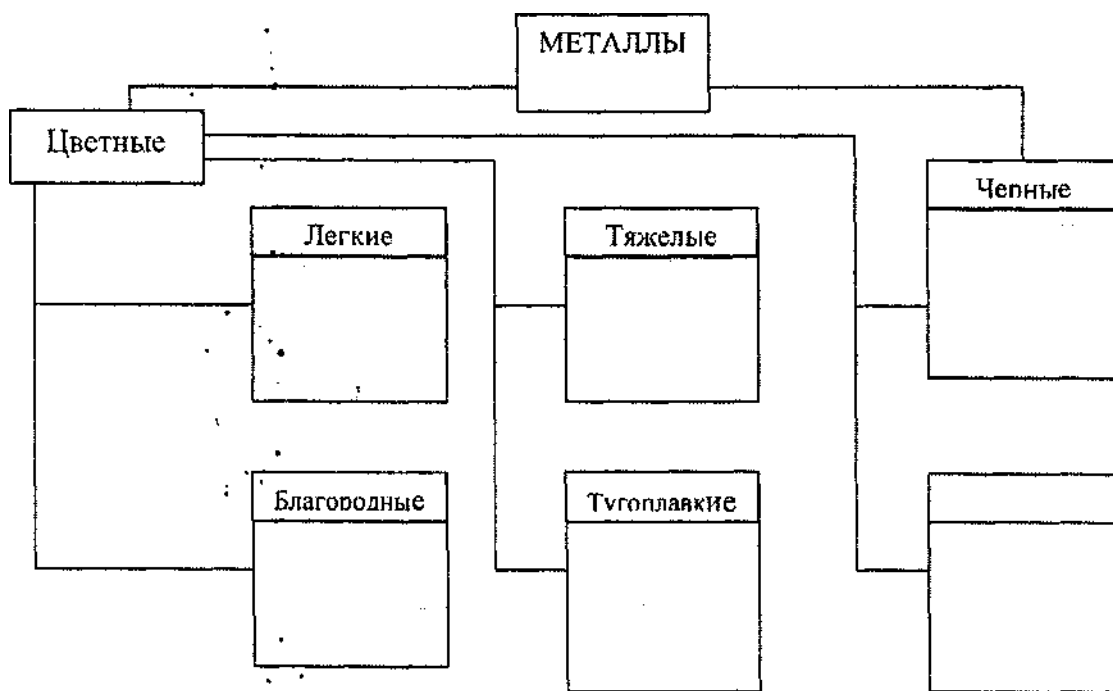 МЕТАЛЛЫ
Цветные
Черные
Легкие
Тяжелые
Благородные
Тугоплавкие